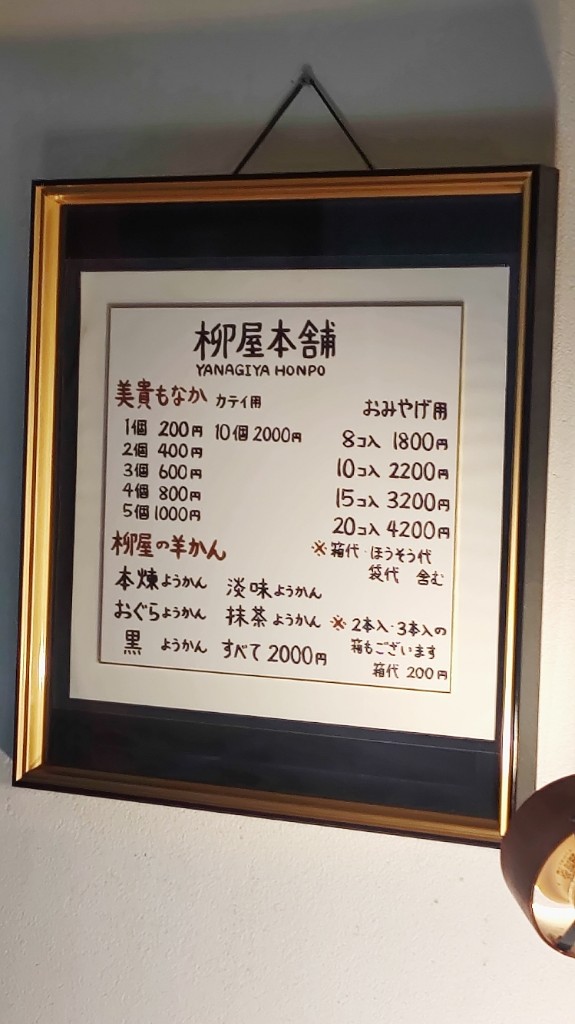 柳屋本舗
YANAGIYA HONPO
美貴もなか カテイ用
1個 200円 10個 2000円
2個 400円
3個 600円
4個 800円
5個 1000円
おみやげ用
8コ入 1800円
10コ入 2200円
15コ入 3200円
20コ入 4200円
※箱代・ほうそう代
袋代 含む
柳屋の羊かん
本煉ようかん 淡味ようかん
おぐらようかん 抹茶ようかん
黒 ようかん すべて2000円
※2本入・3本入の
箱もございます
箱代 200円